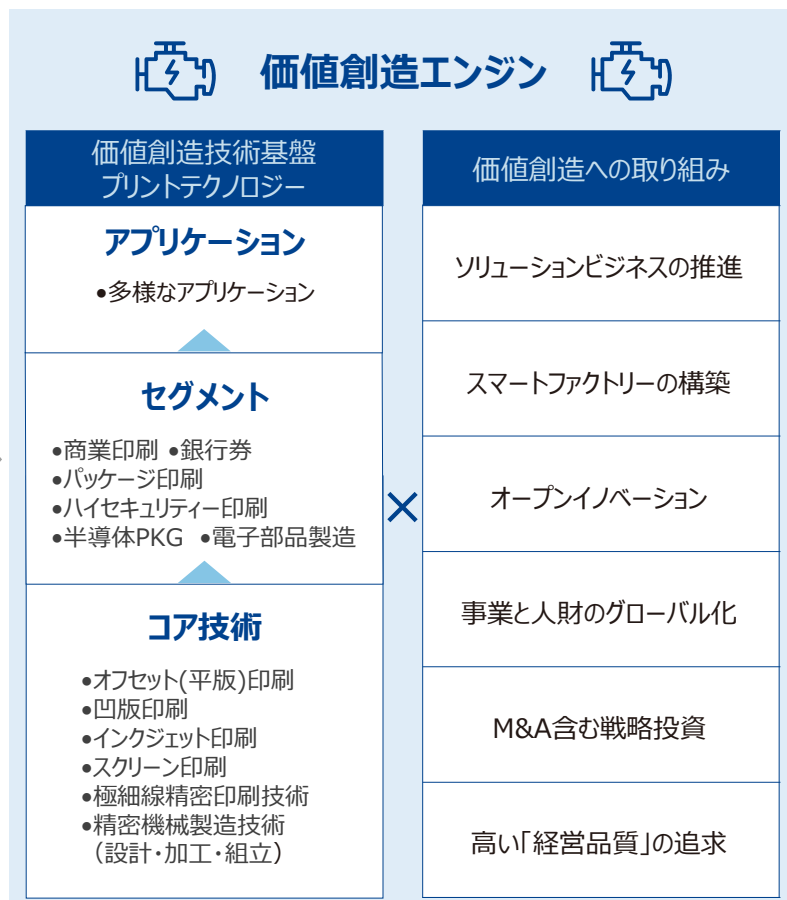 価値創造エンジン
価値創造技術基盤
プリントテクノロジー
アプリケーション
•多様なアプリケーション
セグメント
•商業印刷 •銀行券
•パッケージ印刷
•ハイセキュリティー印刷
•半導体PKG •電子部品製造
コア技術
•オフセット(平版)印刷
•凹版印刷
•インクジェット印刷
•スクリーン印刷
•極細線精密印刷技術
•精密機械製造技術
（設計・加工・組立）
×
価値創造への取り組み
ソリューションビジネスの推進
スマートファクトリーの構築
オープンイノベーション
事業と人財のグローバル化
M&A含む戦略投資
高い「経営品質」の追求